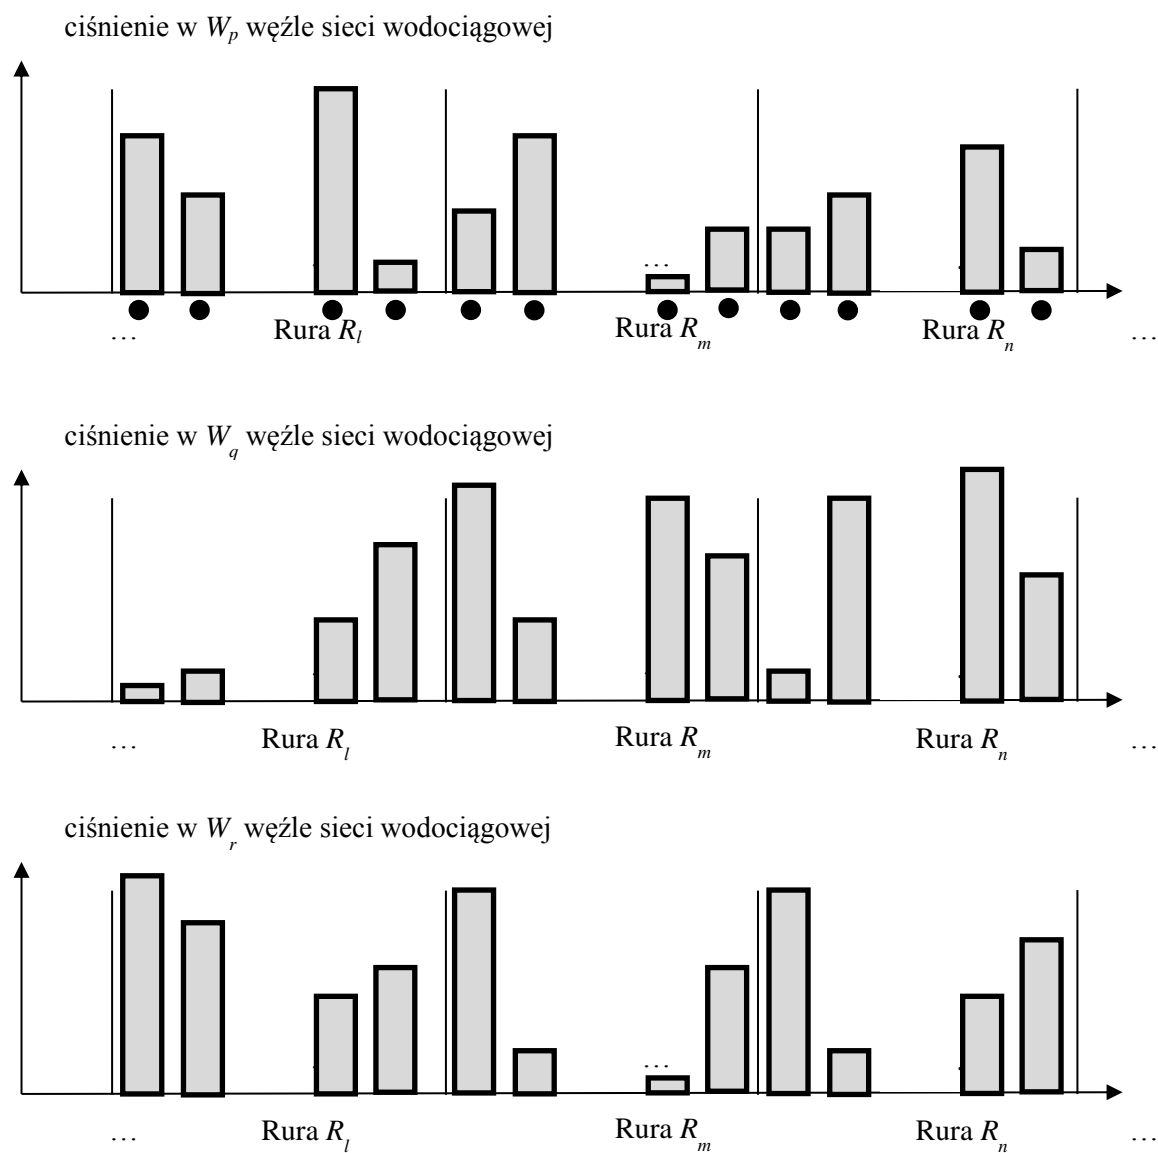 ciśnienie w Wp węźle sieci wodociągowej
…
… Rura Rl Rura Rm Rura Rn …
ciśnienie w Wq węźle sieci wodociągowej
… Rura Rl Rura Rm Rura Rn …
ciśnienie w Wr węźle sieci wodociągowej
…
… Rura Rl Rura Rm Rura Rn …